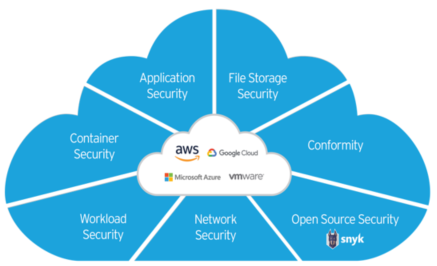 Application
Security
File Storage
Security
Container
Security
aws
Google Cloud
Conformity
Microsoft Azure
vmware
Workload
Security
Network
Security
Open Source Security
snyk